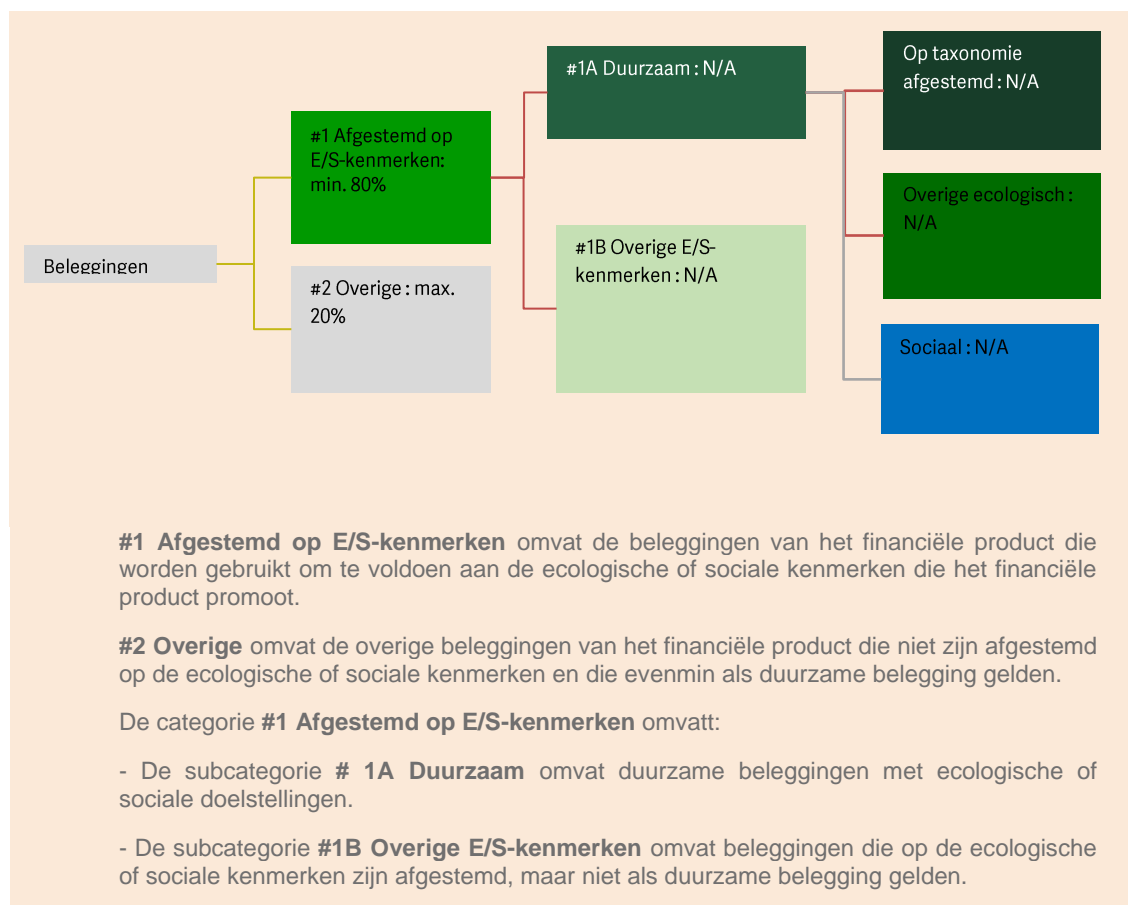 #1A Duurzaam : N/A
Op taxonomie
afgestemd : N/A
#1 Afgestemd op
E/S-kenmerken:
min. 80%
Overige ecologisch :
N/A
Beleggingen
#1B Overige E/S-
kenmerken : N/A
#2 Overige : max.
20%
Sociaal : N/A
#1 Afgestemd op E/S-kenmerken omvat de beleggingen van het financiële product die
worden gebruikt om te voldoen aan de ecologische of sociale kenmerken die het financiële
product promoot.
#2 Overige omvat de overige beleggingen van het financiële product die niet zijn afgestemd
op de ecologische of sociale kenmerken en die evenmin als duurzame belegging gelden.
De categorie #1 Afgestemd op E/S-kenmerken omvatt:
- De subcategorie # 1A Duurzaam omvat duurzame beleggingen met ecologische of
sociale doelstellingen.
- De subcategorie #1B Overige E/S-kenmerken omvat beleggingen die op de ecologische
of sociale kenmerken zijn afgestemd, maar niet als duurzame belegging gelden.